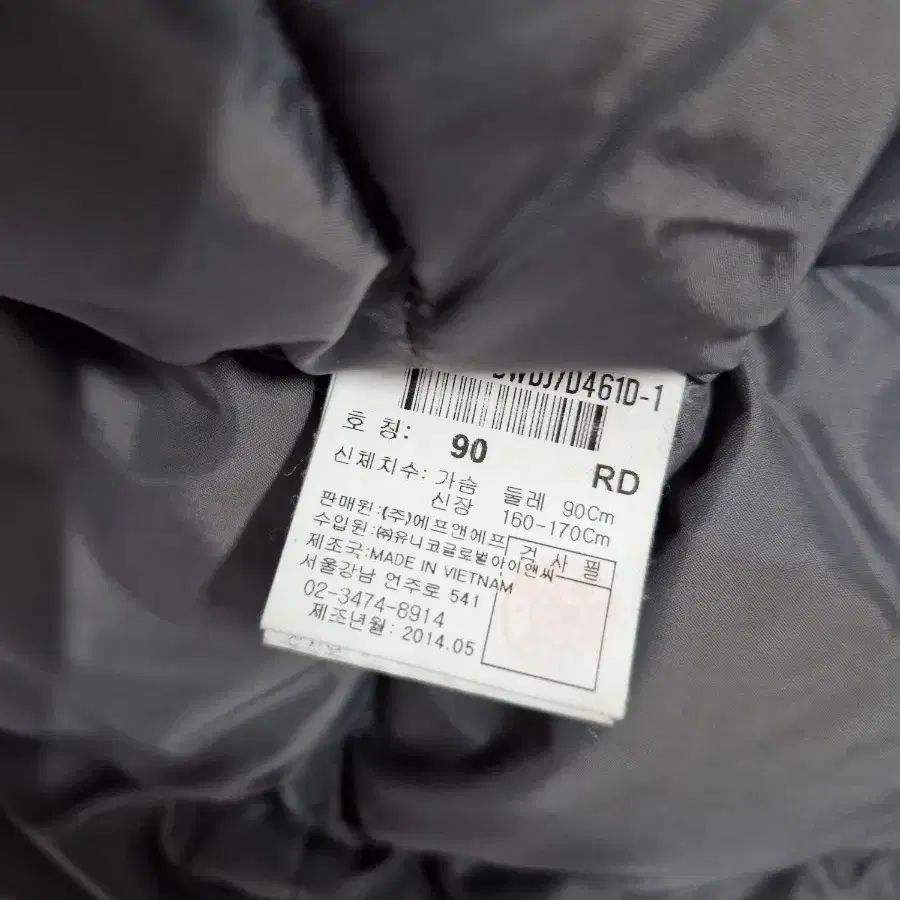 D461D-1
호 칭: 90 RD
신체치수: 가슴 둘레 90Cm
신장 160-170Cm
판매원:(주)에프앤에프
수입원:㈜유니코글로벌아이앤씨
검 사 필
제조국:MADE IN VIETNAM
서울강남 언주로 541
02-3474-8914
제조년월: 2014.05